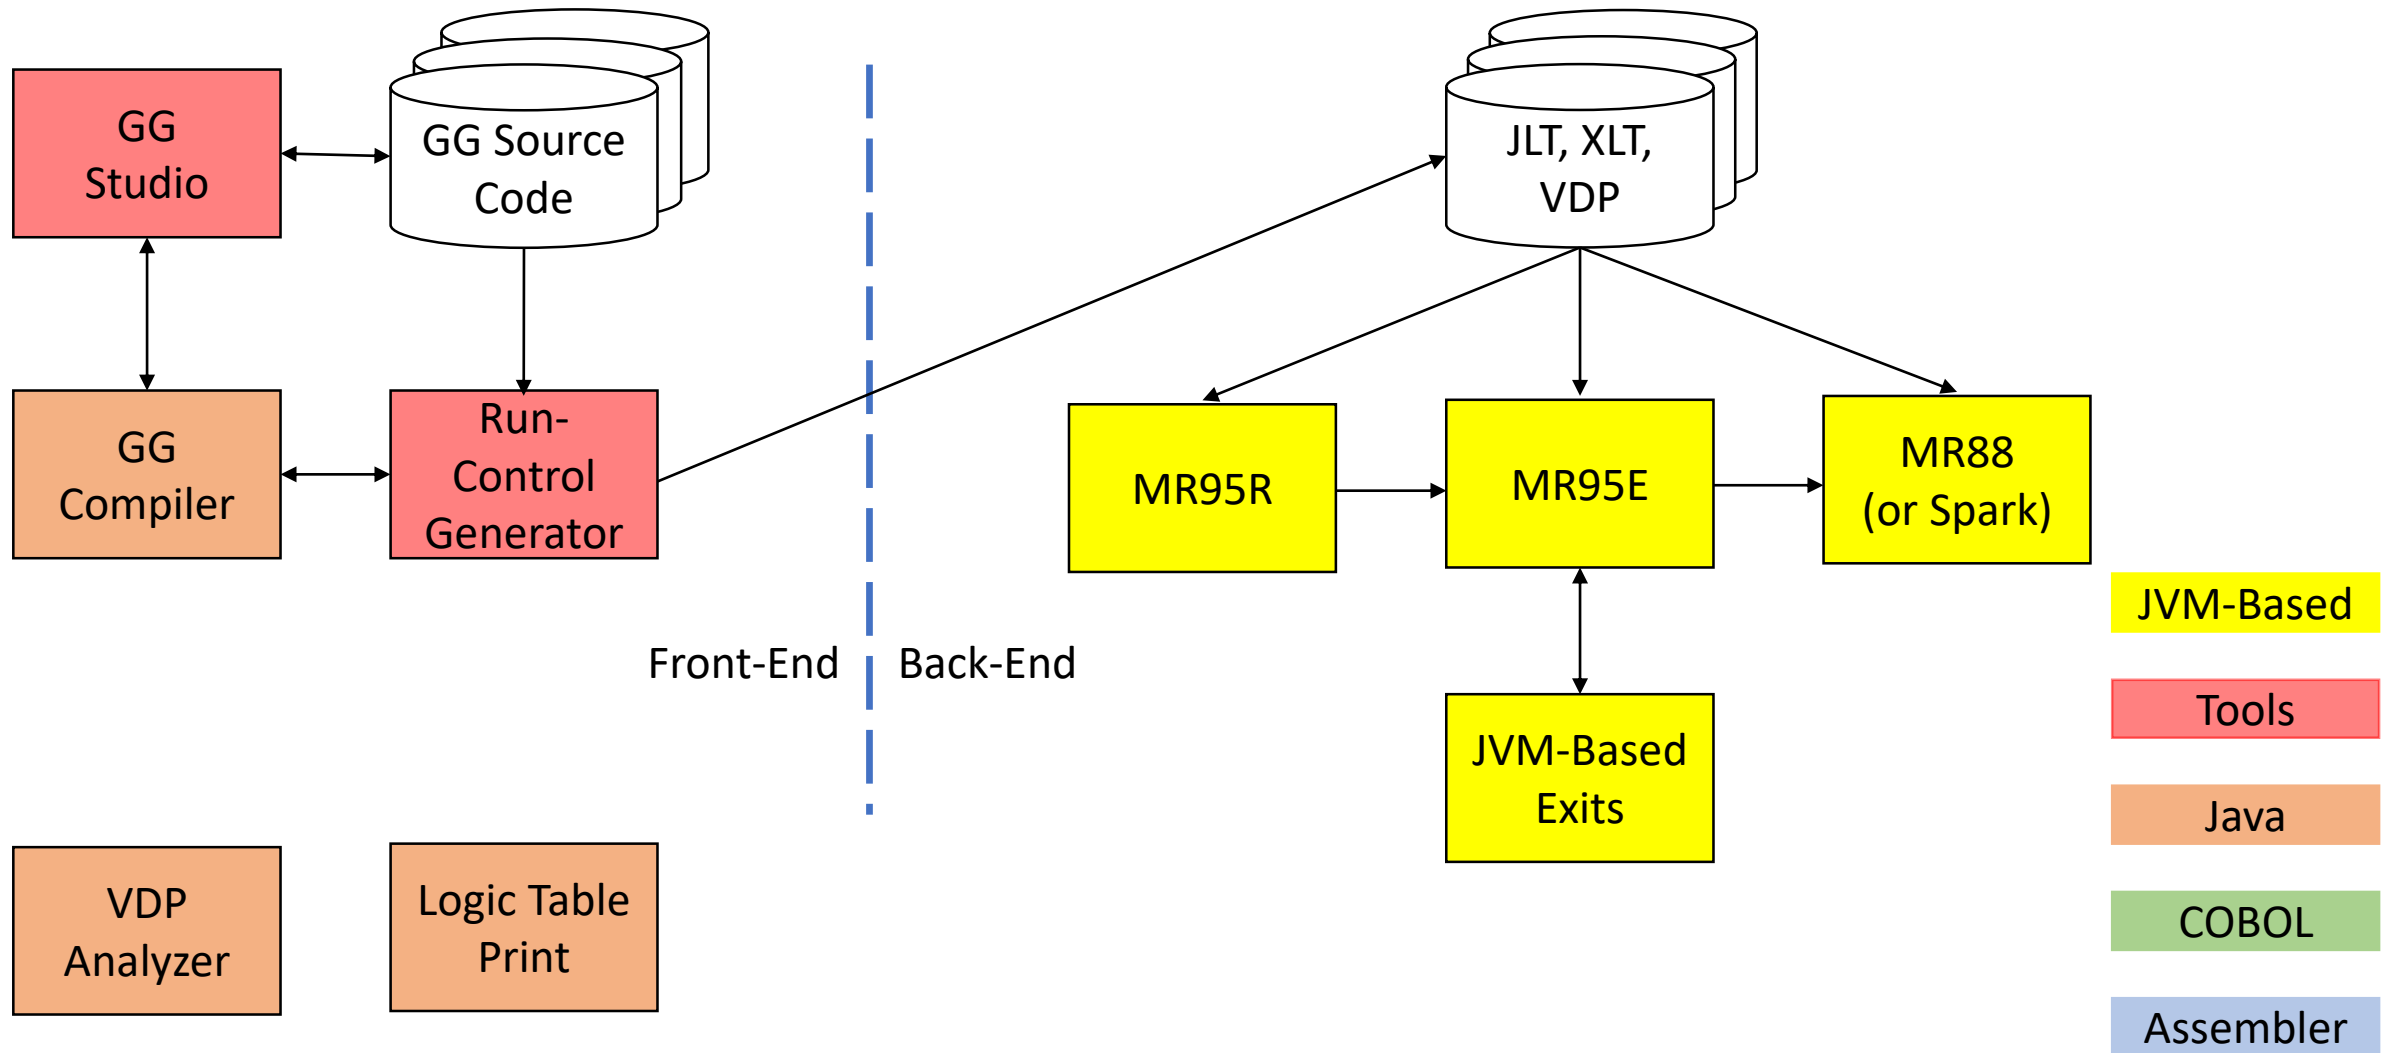 GG
Studio
GG Source
Code
JLT, XLT,
VDP
GG
Compiler
Run-
Control
Generator
MR95R
MR95E
MR88
(or Spark)
Front-End
Back-End
JVM-Based
Exits
VDP
Analyzer
Logic Table
Print
JVM-Based
Tools
Java
COBOL
Assembler